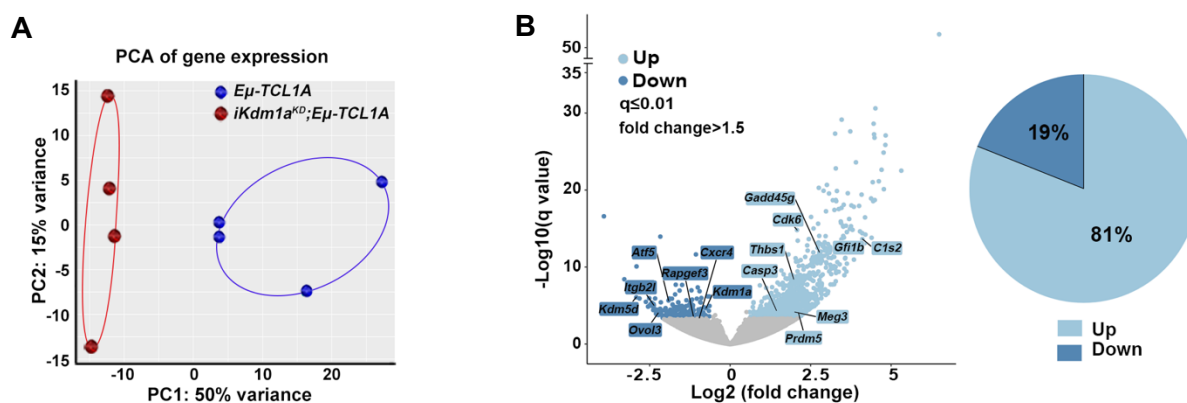 A
PCA of gene expression
Eμ-TCL1A
iKdm1aᴷᴰ;Eμ-TCL1A
15
10
5
0
-5
-10
-15
PC2: 15% variance
-10
0
10
20
PC1: 50% variance
B
Up
Down
q≤0.01
fold change>1.5
50
35
30
20
10
0
-Log10(q value)
Gadd45g
Cdk6
Thbs1
Gfi1b
C1s2
Casp3
Atf5
Cxcr4
Rapgef3
Itgb2l
Kdm1a
Kdm5d
Ovol3
Meg3
Prdm5
-2.5
0
2.5
5
Log2 (fold change)
19%
81%
Up
Down